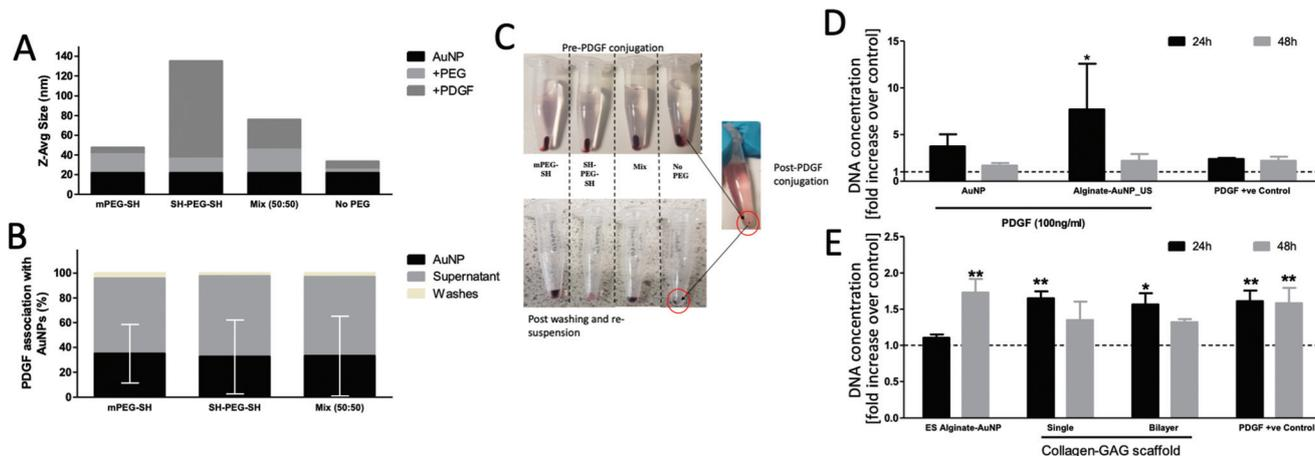 A
Z-Avg Size (nm)
140
120
100
80
60
40
20
0
mPEG-SH
SH-PEG-SH
Mix (50:50)
No PEG
AuNP
+PEG
+PDGF
B
PDGF association with
AuNPs (%)
100
80
60
40
20
0
mPEG-SH
SH-PEG-SH
Mix (50:50)
AuNP
Supernatant
Washes
C
Pre-PDGF conjugation
mPEG-
SH
SH-
PEG-
SH
Mix
No
PEG
Post-PDGF
conjugation
Post washing and re-
suspension
D
DNA concentration
[fold increase over control]
15
10
5
1
0
24h
48h
*
AuNP
Alginate-AuNP_US
PDGF +ve Control
PDGF (100ng/ml)
E
DNA concentration
[fold increase over control]
2.5
2.0
1.5
1.0
0.5
0.0
24h
48h
**
**
*
**
**
ES Alginate-AuNP
Single
Bilayer
PDGF +ve Control
Collagen-GAG scaffold